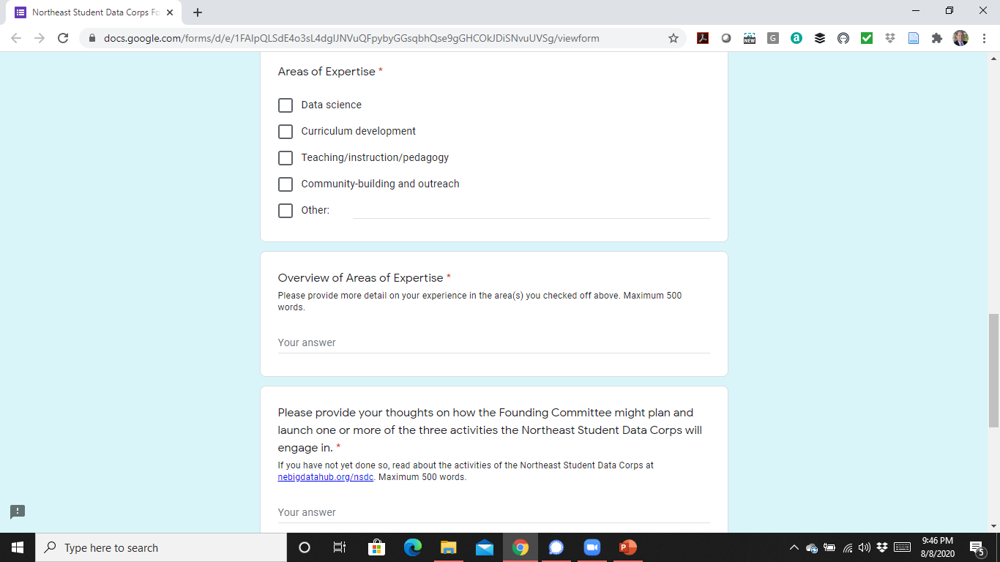 Northeast Student Data Corps Fo
docs.google.com/forms/d/e/1FAIpQLSdE4o3sL4dglJNVuQFpybyGGsqbhQse9gGHCOkJDiSNvuUVSg/viewform
NEW
G
a
Areas of Expertise *
Data science
Curriculum development
Teaching/instruction/pedagogy
Community-building and outreach
Other:
Overview of Areas of Expertise *
Please provide more detail on your experience in the area(s) you checked off above. Maximum 500
words.
Your answer
Please provide your thoughts on how the Founding Committee might plan and
launch one or more of the three activities the Northeast Student Data Corps will
engage in. *
If you have not yet done so, read about the activities of the Northeast Student Data Corps at
nebigdatahub.org/nsdc. Maximum 500 words.
Your answer
Type here to search
P
9:46 PM
8/8/2020
5